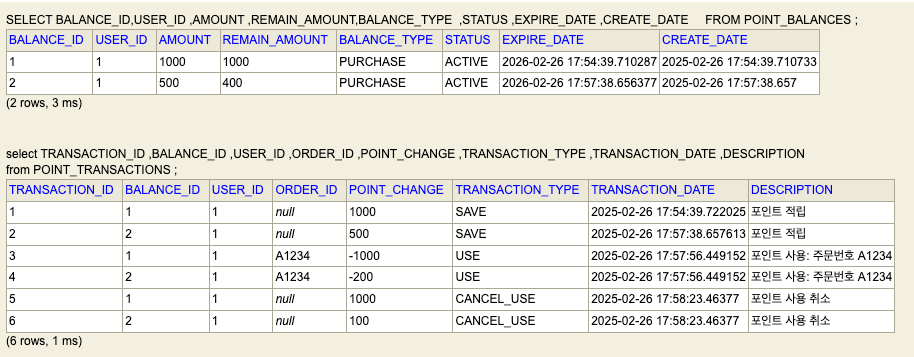 SELECT BALANCE_ID,USER_ID ,AMOUNT ,REMAIN_AMOUNT,BALANCE_TYPE ,STATUS ,EXPIRE_DATE ,CREATE_DATE FROM POINT_BALANCES ;
BALANCE_ID USER_ID AMOUNT REMAIN_AMOUNT BALANCE_TYPE STATUS EXPIRE_DATE CREATE_DATE
1 1 1000 1000 PURCHASE ACTIVE 2026-02-26 17:54:39.710287 2025-02-26 17:54:39.710733
2 1 500 400 PURCHASE ACTIVE 2026-02-26 17:57:38.656377 2025-02-26 17:57:38.657
(2 rows, 3 ms)
select TRANSACTION_ID ,BALANCE_ID ,USER_ID ,ORDER_ID ,POINT_CHANGE ,TRANSACTION_TYPE ,TRANSACTION_DATE ,DESCRIPTION
from POINT_TRANSACTIONS ;
TRANSACTION_ID BALANCE_ID USER_ID ORDER_ID POINT_CHANGE TRANSACTION_TYPE TRANSACTION_DATE DESCRIPTION
1 1 1 null 1000 SAVE 2025-02-26 17:54:39.722025 포인트 적립
2 2 1 null 500 SAVE 2025-02-26 17:57:38.657613 포인트 적립
3 1 1 A1234 -1000 USE 2025-02-26 17:57:56.449152 포인트 사용: 주문번호 A1234
4 2 1 A1234 -200 USE 2025-02-26 17:57:56.449152 포인트 사용: 주문번호 A1234
5 1 1 null 1000 CANCEL_USE 2025-02-26 17:58:23.46377 포인트 사용 취소
6 2 1 null 100 CANCEL_USE 2025-02-26 17:58:23.46377 포인트 사용 취소
(6 rows, 1 ms)